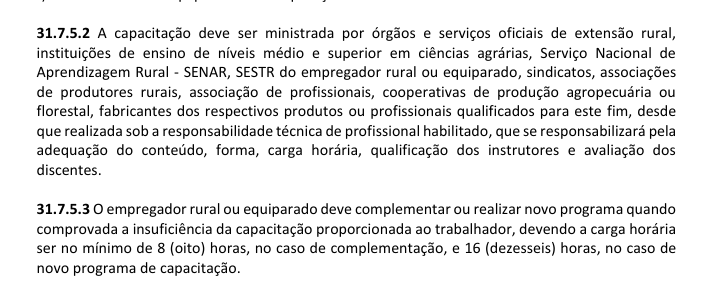 31.7.5.2 A capacitação deve ser ministrada por órgãos e serviços oficiais de extensão rural,
instituições de ensino de níveis médio e superior em ciências agrárias, Serviço Nacional de
Aprendizagem Rural - SENAR, SESTR do empregador rural ou equiparado, sindicatos, associações
de produtores rurais, associação de profissionais, cooperativas de produção agropecuária ou
florestal, fabricantes dos respectivos produtos ou profissionais qualificados para este fim, desde
que realizada sob a responsabilidade técnica de profissional habilitado, que se responsabilizará pela
adequação do conteúdo, forma, carga horária, qualificação dos instrutores e avaliação dos
discentes.
31.7.5.3 O empregador rural ou equiparado deve complementar ou realizar novo programa quando
comprovada a insuficiência da capacitação proporcionada ao trabalhador, devendo a carga horária
ser no mínimo de 8 (oito) horas, no caso de complementação, e 16 (dezesseis) horas, no caso de
novo programa de capacitação.